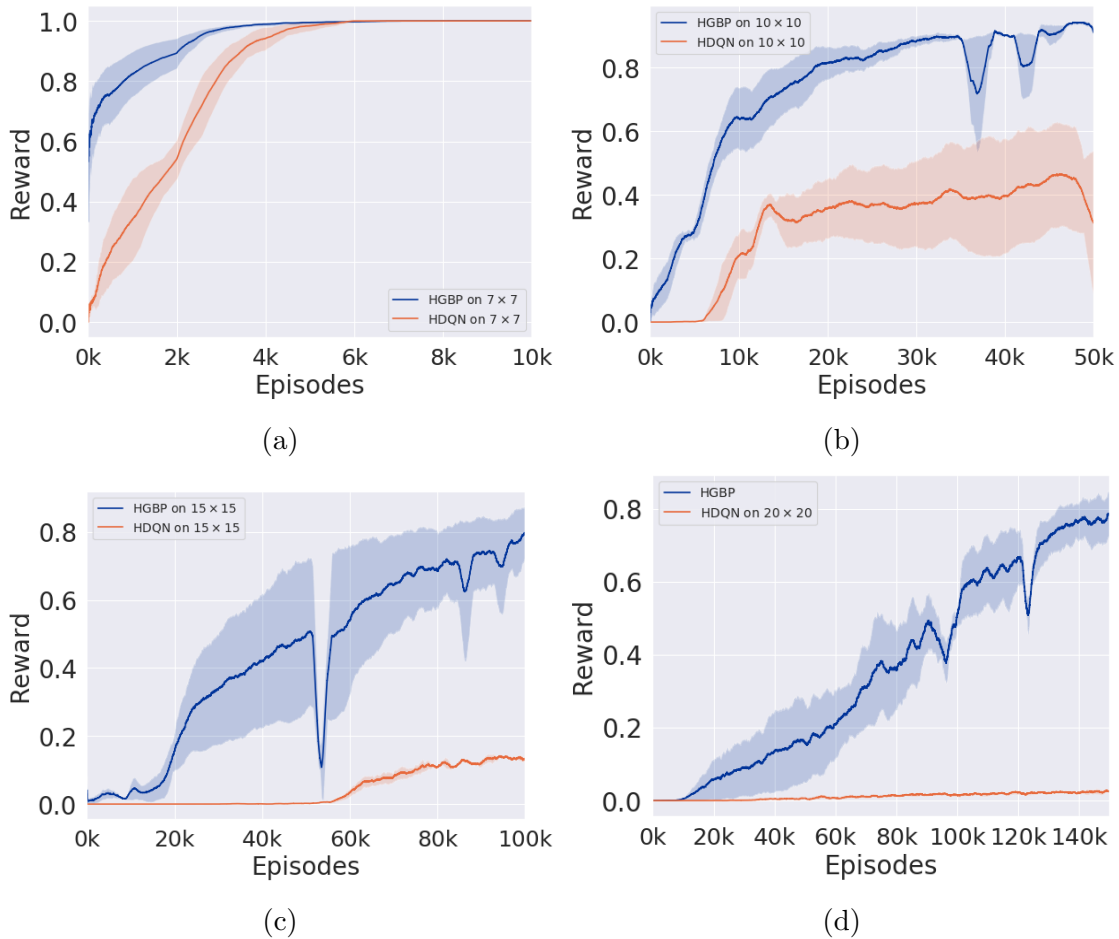 1.0
0.8
0.6
0.4
0.2
0.0
Reward
HGBP on 7 × 7
HDQN on 7 × 7
0k 2k 4k 6k 8k 10k
Episodes
(a)
0.8
0.6
0.4
0.2
0.0
Reward
HGBP on 10 × 10
HDQN on 10 × 10
0k 10k 20k 30k 40k 50k
Episodes
(b)
0.8
0.6
0.4
0.2
0.0
Reward
HGBP on 15 × 15
HDQN on 15 × 15
0k 20k 40k 60k 80k 100k
Episodes
(c)
0.8
0.6
0.4
0.2
0.0
Reward
HGBP
HDQN on 20 × 20
0k 20k 40k 60k 80k 100k 120k 140k
Episodes
(d)